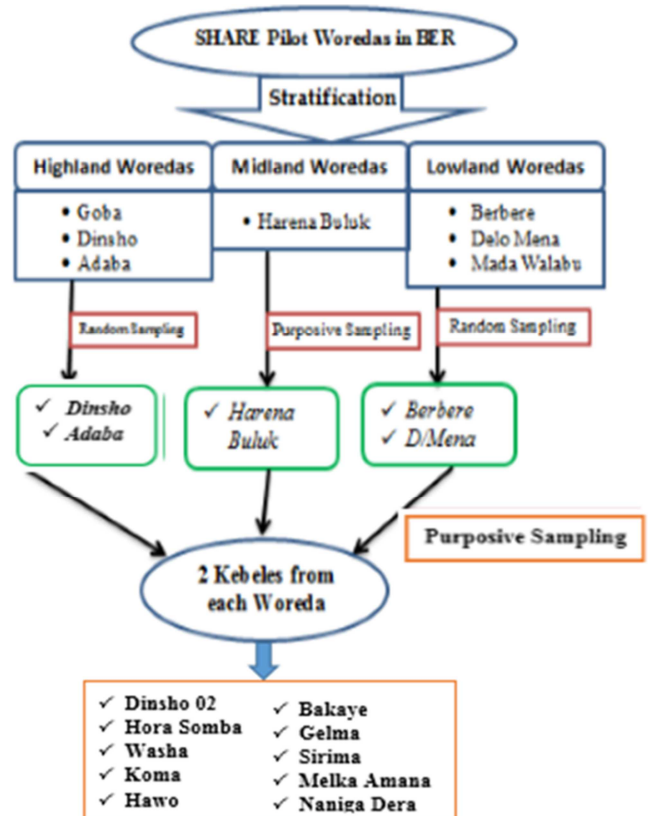 SHARE Pilot Woredas in BER
Stratification
Highland Woredas
• Goba
• Dinsho
• Adaba
Midland Woredas
• Harena Buluk
Lowland Woredas
• Berbere
• Delo Mena
• Mada Walabu
Random Sampling
Purposive Sampling
Random Sampling
✓ Dinsho
✓ Adaba
✓ Harena
Buluk
✓ Berbere
✓ D/Mena
Purposive Sampling
2 Kebeles from
each Woreda
✓ Dinsho 02
✓ Hora Somba
✓ Washa
✓ Koma
✓ Hawo
✓ Bakaye
✓ Gelma
✓ Sirima
✓ Melka Amana
✓ Naniga Dera